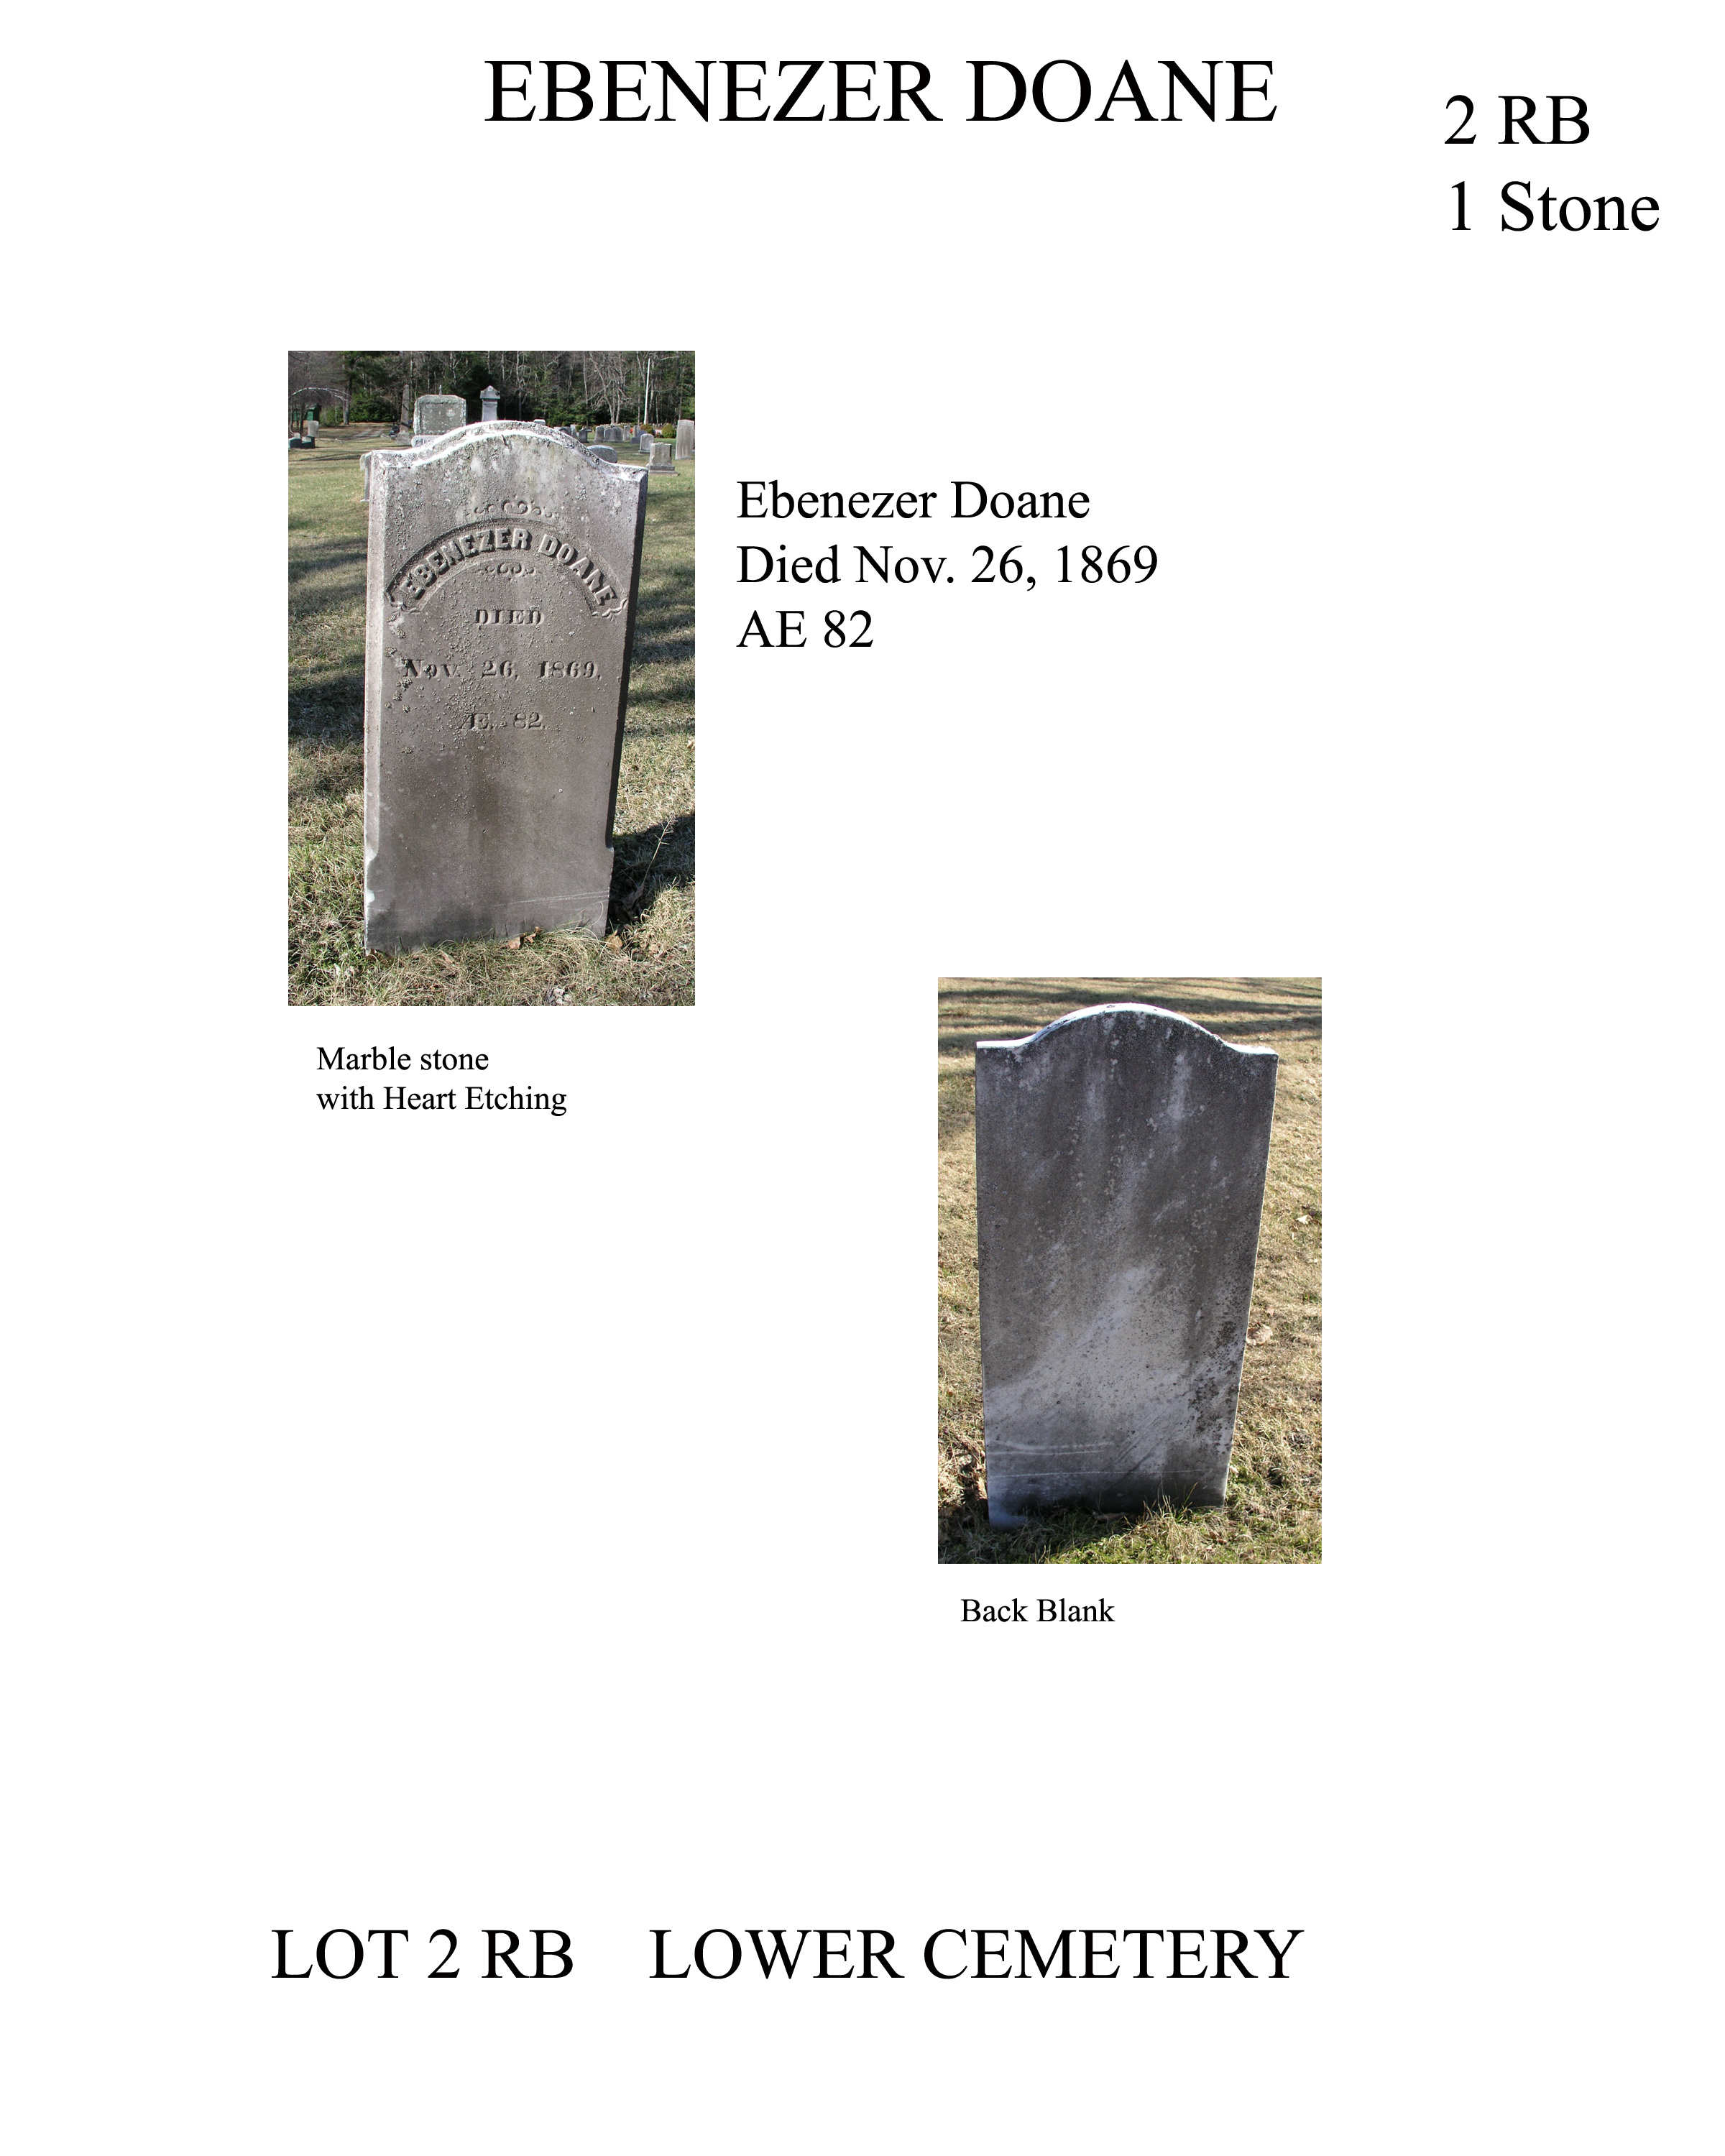 EBENEZER DOANE
2 RB
1 Stone
EBENEZER DOANE
DIED
Nov. 26, 1869,
Æ. 82.
Ebenezer Doane
Died Nov. 26, 1869
AE 82
Marble stone
with Heart Etching
Back Blank
LOT 2 RB LOWER CEMETERY